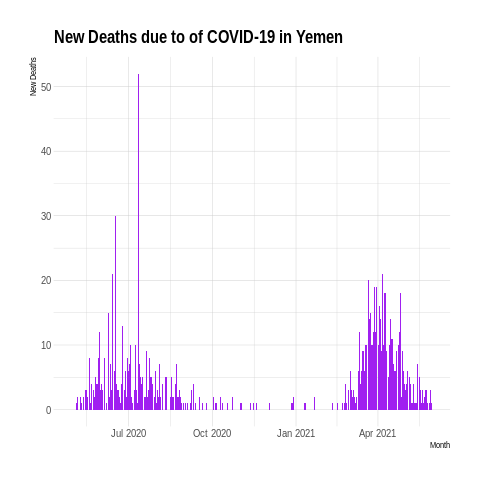 New Deaths due to of COVID-19 in Yemen
New Deaths
50
40
30
20
10
0
Jul 2020 Oct 2020 Jan 2021 Apr 2021
Month